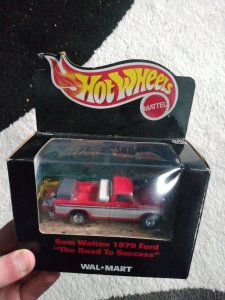 Hot Wheels
MATTEL
Sam Walton 1979 Ford
"The Road To Success"
WAL★MART